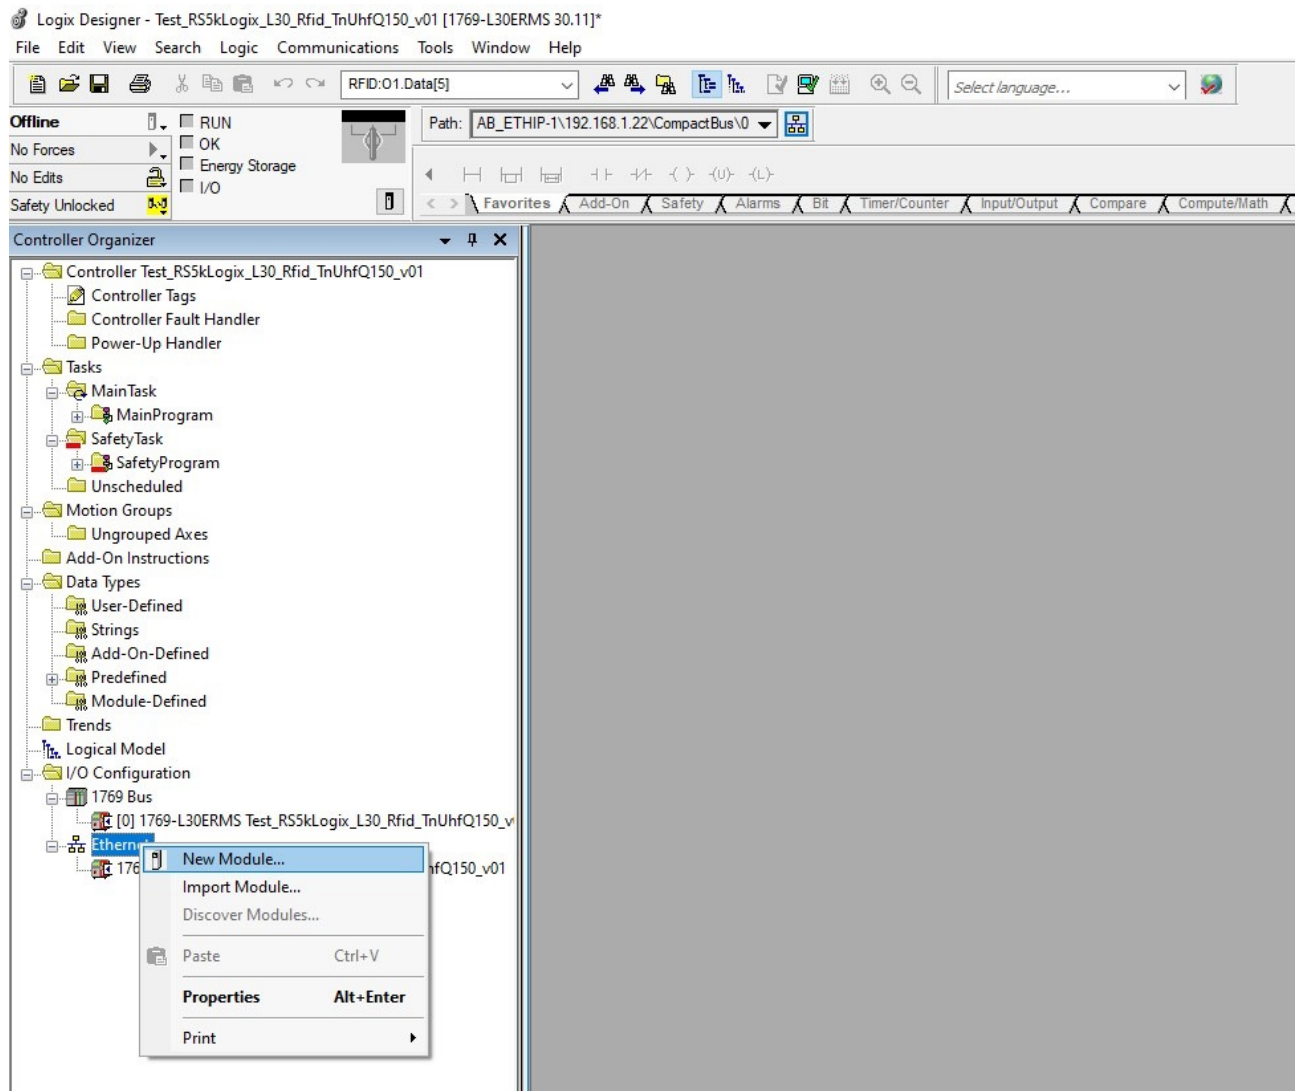 Logix Designer - Test_RS5kLogix_L30_Rfid_TnUhfQ150_v01 [1769-L30ERMS 30.11]*
File Edit View Search Logic Communications Tools Window Help
RFID:O1.Data[5]
Select language...
Offline
RUN
Path: AB_ETHIP-1\192.168.1.22\CompactBus\0
No Forces
OK
No Edits
Energy Storage
I/O
Safety Unlocked
Favorites Add-On Safety Alarms Bit Timer/Counter Input/Output Compare Compute/Math
Controller Organizer
Controller Test_RS5kLogix_L30_Rfid_TnUhfQ150_v01
Controller Tags
Controller Fault Handler
Power-Up Handler
Tasks
MainTask
MainProgram
SafetyTask
SafetyProgram
Unscheduled
Motion Groups
Ungrouped Axes
Add-On Instructions
Data Types
User-Defined
Strings
Add-On-Defined
Predefined
Module-Defined
Trends
Logical Model
I/O Configuration
1769 Bus
[0] 1769-L30ERMS Test_RS5kLogix_L30_Rfid_TnUhfQ150_v
Ethern
New Module...
176
fQ150_v01
Import Module...
Discover Modules...
Paste Ctrl+V
Properties Alt+Enter
Print